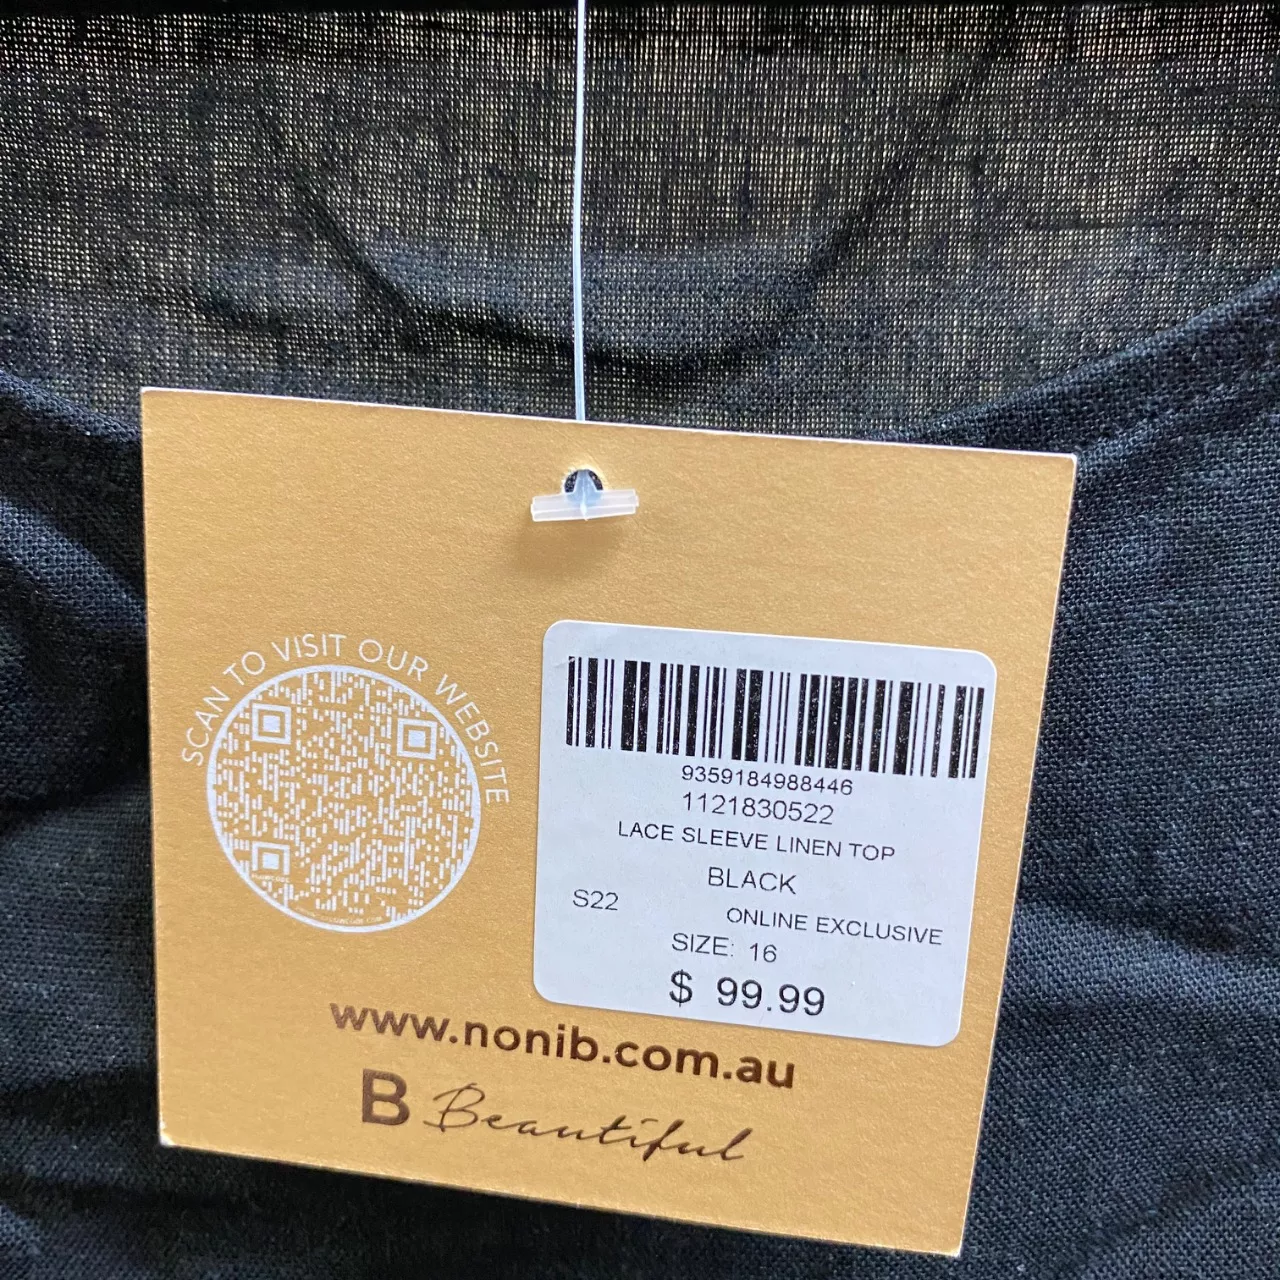 SCAN TO VISIT OUR WEBSITE
9359184988446
1121830522
LACE SLEEVE LINEN TOP
BLACK
S22
ONLINE EXCLUSIVE
SIZE: 16
$ 99.99
www.nonib.com.au
B Beautiful